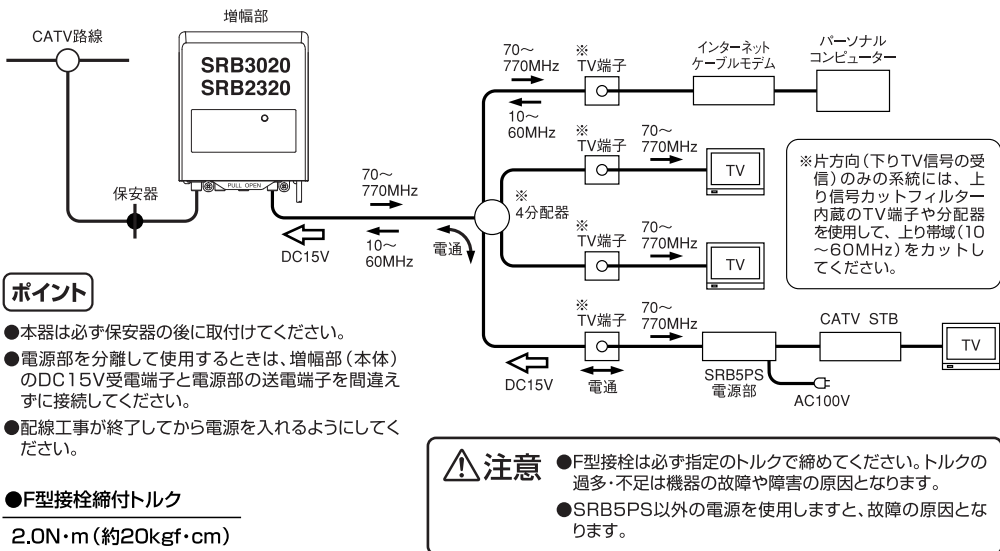 増幅部
CATV路線
SRB3020
SRB2320
PULL OPEN
保安器
70～
770MHz
10～
60MHz
DC15V
電通
※
4分配器
70～
770MHz
10～
60MHz
※
TV端子
インターネット
ケーブルモデム
パーソナル
コンピューター
※
TV端子
70～
770MHz
TV
※
TV端子
70～
770MHz
TV
※
TV端子
70～
770MHz
DC15V
電通
SRB5PS
電源部
AC100V
CATV STB
TV
※片方向（下りTV信号の受
信）のみの系統には、上
り信号カットフィルター
内蔵のTV端子や分配器
を使用して、上り帯域（10
～60MHz）をカットし
てください。
ポイント
●本器は必ず保安器の後に取付けてください。
●電源部を分離して使用するときは、増幅部（本体）
のDC15V受電端子と電源部の送電端子を間違え
ずに接続してください。
●配線工事が終了してから電源を入れるようにしてく
ださい。
●F型接栓締付トルク
2.0N・m（約20kgf・cm）
注意
●F型接栓は必ず指定のトルクで締めてください。トルクの
過多・不足は機器の故障や障害の原因となります。
●SRB5PS以外の電源を使用しますと、故障の原因とな
ります。